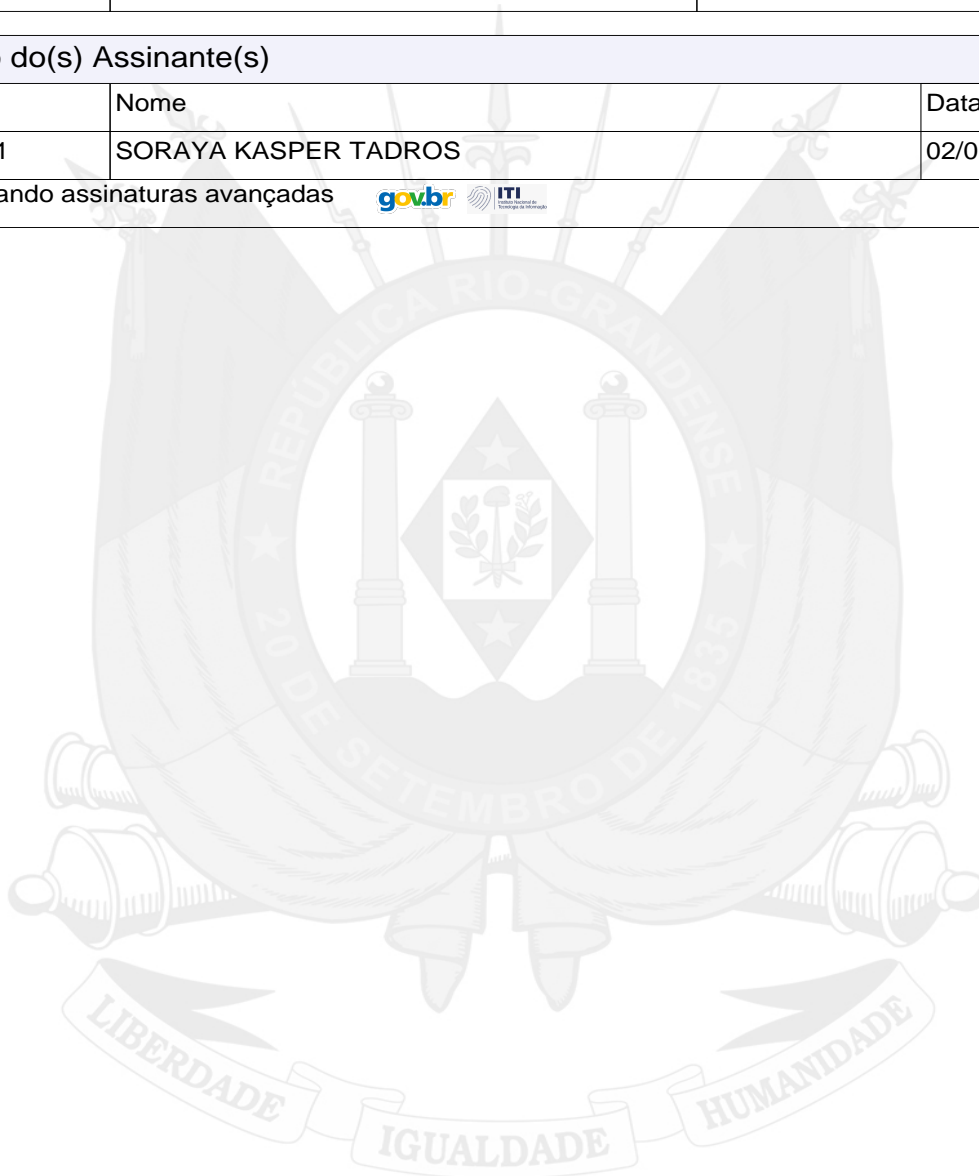 do(s) Assinante(s)
Nome
Data
SORAYA KASPER TADROS
02/0
ando assinaturas avançadas
gov.br
ITI
REPÚBLICA RIO-GRANDENSE
20 DE SETEMBRO DE 1835
LIBERDADE
IGUALDADE
HUMANIDADE